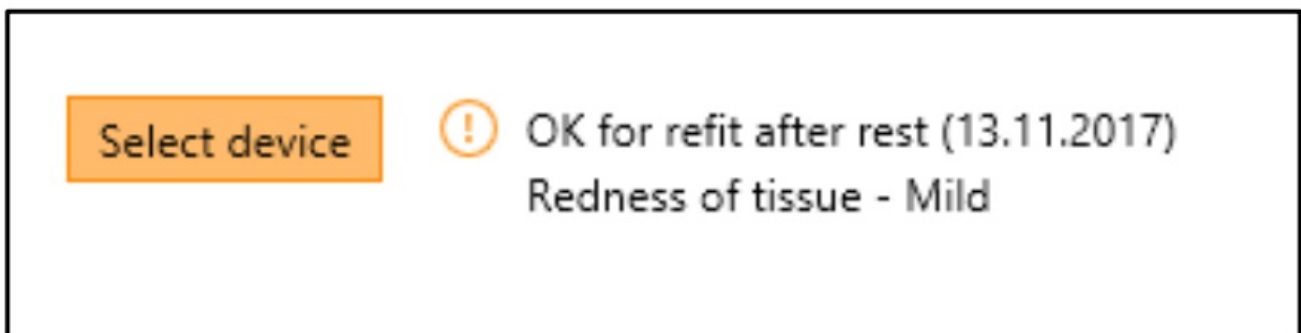 Select device
OK for refit after rest (13.11.2017)
Redness of tissue - Mild